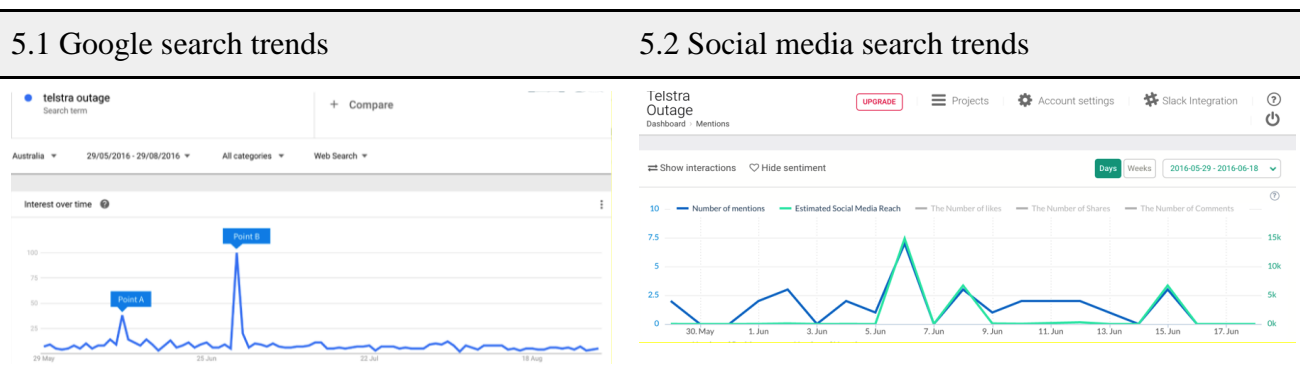 5.1 Google search trends
5.2 Social media search trends
telstra outage
Search term
+ Compare
Australia
29/05/2016 - 29/08/2016
All categories
Web Search
Interest over time
Point B
Point A
100
75
50
25
29 May
25 Jun
22 Jul
18 Aug
Telstra
Outage
Dashboard Mentions
UPGRADE
Projects
Account settings
Slack Integration
?
Show interactions
Hide sentiment
Days
Weeks
2016-05-29 - 2016-06-18
?
Number of mentions
Estimated Social Media Reach
The Number of likes
The Number of Shares
The Number of Comments
10
7.5
5
2.5
0
15k
10k
5k
0k
30. May
1. Jun
3. Jun
5. Jun
7. Jun
9. Jun
11. Jun
13. Jun
15. Jun
17. Jun